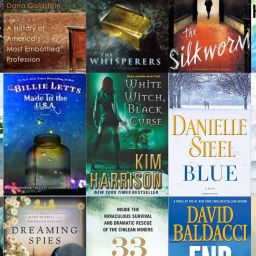 Dana Goldstein
A History of
America's
Most Embattled
Profession
THE
WHISPERERS
the
Silkworm
BILLIE LETTS
Made in the
U.S.A.
WHITE
WITCH,
BLACK
CURSE
KIM
HARRISON
DANIELLE
STEEL
BLUE
DREAMING
SPIES
INSIDE THE
MIRACULOUS SURVIVAL
AND DRAMATIC RESCUE OF
THE CHILEAN MINERS
33
DAVID
BALDACCI
END